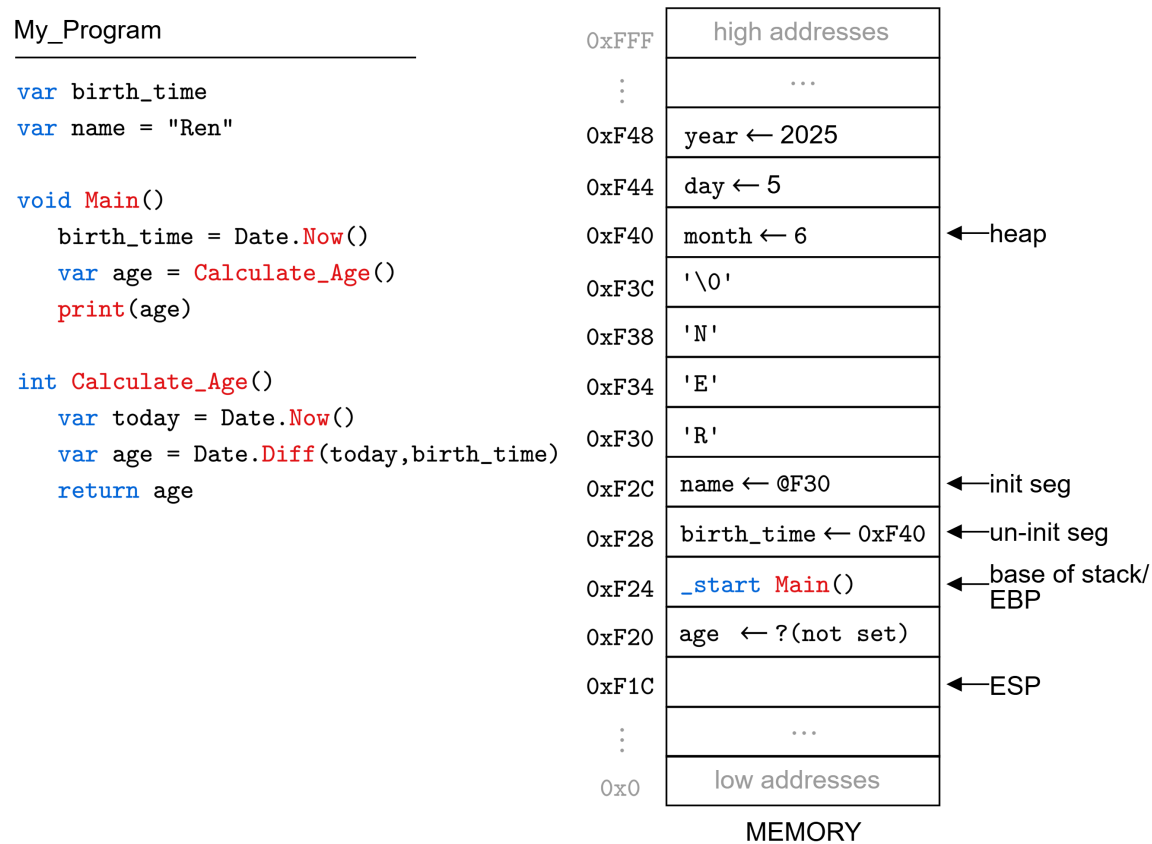 My_Program
var birth_time
var name = "Ren"
void Main()
birth_time = Date.Now()
var age = Calculate_Age()
print(age)
int Calculate_Age()
var today = Date.Now()
var age = Date.Diff(today,birth_time)
return age
0xFFF high addresses
⋮ ...
0xF48 year ← 2025
0xF44 day ← 5
0xF40 month ← 6 heap
0xF3C '\0'
0xF38 'N'
0xF34 'E'
0xF30 'R'
0xF2C name ← @F30 init seg
0xF28 birth_time ← 0xF40 un-init seg
0xF24 _start Main() base of stack/
EBP
0xF20 age ← ?(not set)
0xF1C ESP
⋮ ...
0x0 low addresses
MEMORY